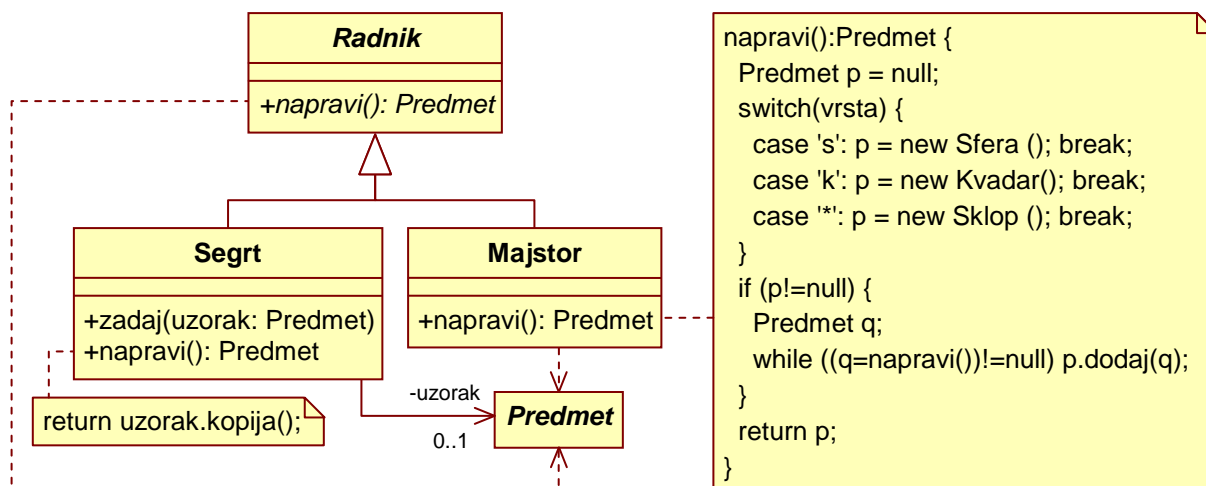 Radnik
+napravi(): Predmet
Segrt
+zadaj(uzorak: Predmet)
+napravi(): Predmet
return uzorak.kopija();
Majstor
+napravi(): Predmet
-uzorak
0..1
Predmet
napravi():Predmet {
Predmet p = null;
switch(vrsta) {
case 's': p = new Sfera (); break;
case 'k': p = new Kvadar(); break;
case '*': p = new Sklop (); break;
}
if (p!=null) {
Predmet q;
while ((q=napravi())!=null) p.dodaj(q);
}
return p;
}